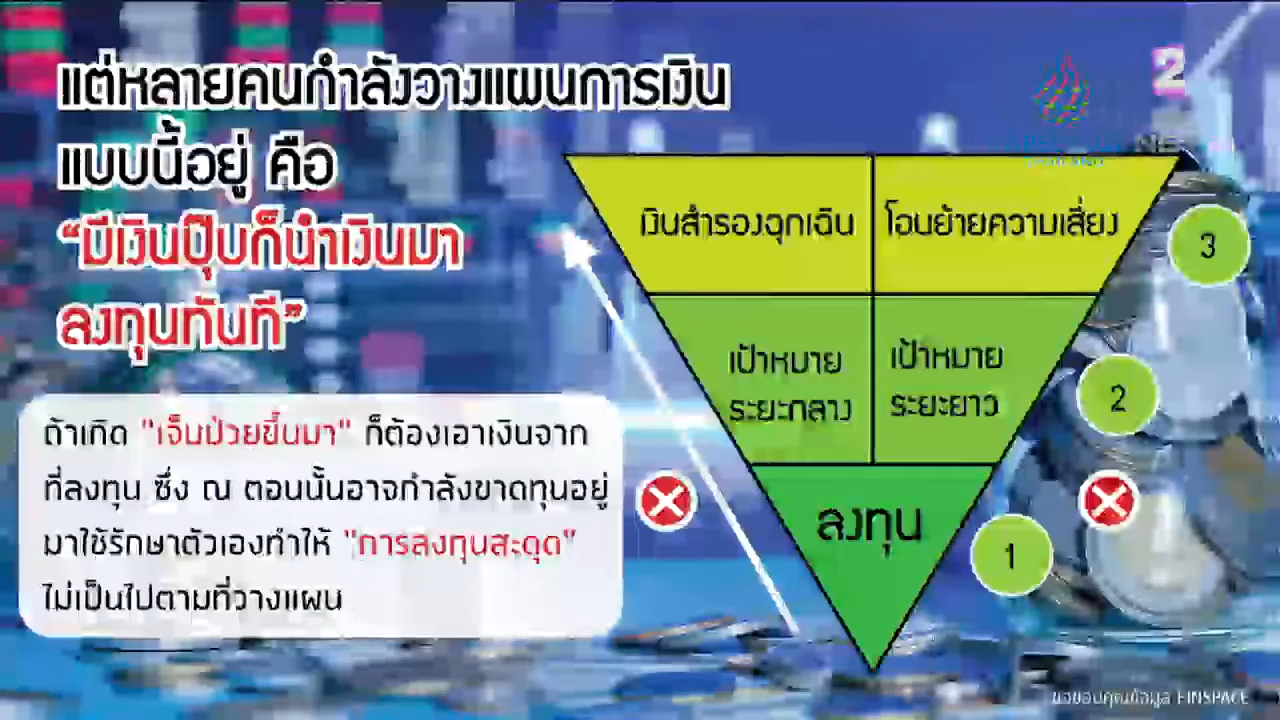 แต่หลายคนกำลังวางแผนการเงิน
แบบนี้อยู่ คือ
“มีเงินปุ๊บก็นำเงินมา
ลงทุนทันที”
ถ้าเกิด "เจ็บป่วยขึ้นมา" ก็ต้องเอาเงินจาก
ที่ลงทุน ซึ่ง ณ ตอนนั้นอาจกำลังขาดทุนอยู่
มาใช้รักษาตัวเองทำให้ "การลงทุนสะดุด"
ไม่เป็นไปตามที่วางแผน
2
เงินสำรองฉุกเฉิน
โอนย้ายความเสี่ยง
3
เป้าหมาย
ระยะกลาง
เป้าหมาย
ระยะยาว
2
ลงทุน
1
ขอขอบคุณข้อมูล FINSPACE